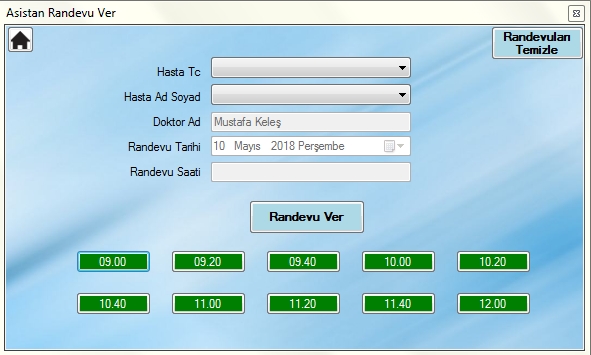 Asistan Randevu Ver
Randevuları
Temizle
Hasta Tc
Hasta Ad Soyad
Doktor Ad
Mustafa Keleş
Randevu Tarihi
10 Mayıs 2018 Perşembe
Randevu Saati
Randevu Ver
09.00 09.20 09.40 10.00 10.20
10.40 11.00 11.20 11.40 12.00